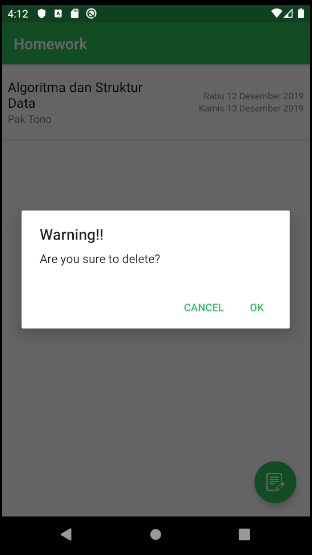 4:12
Homework
Algoritma dan Struktur
Data
Pak Tono
Rabu 12 Desember 2019
Kamis 13 Desember 2019
Warning!!
Are you sure to delete?
CANCEL OK